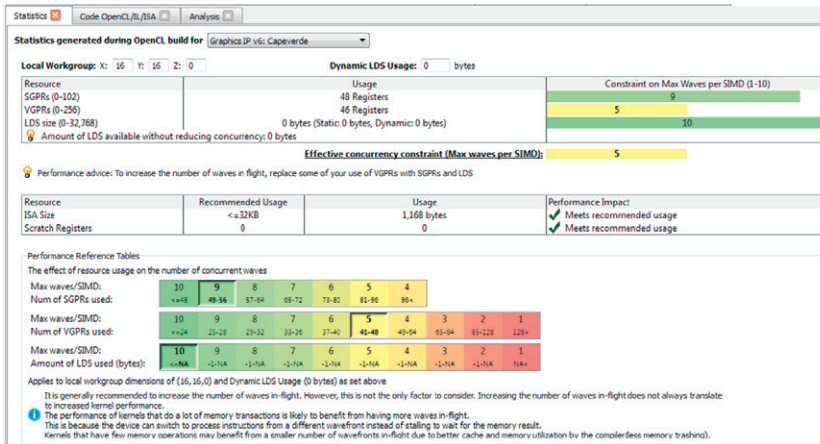 Statistics
Code OpenCL/IL/ISA
Analysis
Statistics generated during OpenCL build for Graphics IP v6: Capeverde
Local Workgroup: X: 16 Y: 16 Z: 0 Dynamic LDS Usage: 0 bytes
Resource Usage Constraint on Max Waves per SIMD (1-10)
SGPRs (0-102) 48 Registers 9
VGPRs (0-256) 46 Registers 5
LDS size (0-32,768) 0 bytes (Static: 0 bytes, Dynamic: 0 bytes) 10
Amount of LDS available without reducing concurrency: 0 bytes
Effective concurrency constraint (Max waves per SIMD): 5
Performance advice: To increase the number of waves in flight, replace some of your use of VGPRs with SGPRs and LDS
Resource Recommended Usage Usage Performance Impact
ISA Size <=32KB 1,168 bytes Meets recommended usage
Scratch Registers 0 0 Meets recommended usage
Performance Reference Tables
The effect of resource usage on the number of concurrent waves
Max waves/SIMD: 10 9 8 7 6 5 4
Num of SGPRs used: <=48 49-56 57-64 65-72 73-80 81-96 96<
Max waves/SIMD: 10 9 8 7 6 5 4 3 2 1
Num of VGPRs used: <=24 25-28 29-32 33-36 37-40 41-48 49-64 65-84 85-128 128<
Max waves/SIMD: 10 9 8 7 6 5 4 3 2 1
Amount of LDS used (bytes): <=NA -1-NA -1-NA -1-NA -1-NA -1-NA -1-NA -1-NA -1-NA NA<
Applies to local workgroup dimensions of (16,16,0) and Dynamic LDS Usage (0 bytes) as set above
It is generally recommended to increase the number of waves in-flight. However, this is not the only factor to consider. Increasing the number of waves in-flight does not always translate
to increased kernel performance.
The performance of kernels that do a lot of memory transactions is likely to benefit from having more waves in-flight.
This is because the device can switch to process instructions from a different wavefront instead of stalling to wait for the memory result.
Kernels that have few memory operations may benefit from a smaller number of wavefronts in-flight due to better cache and memory utilization by the compiler(less memory trashing).